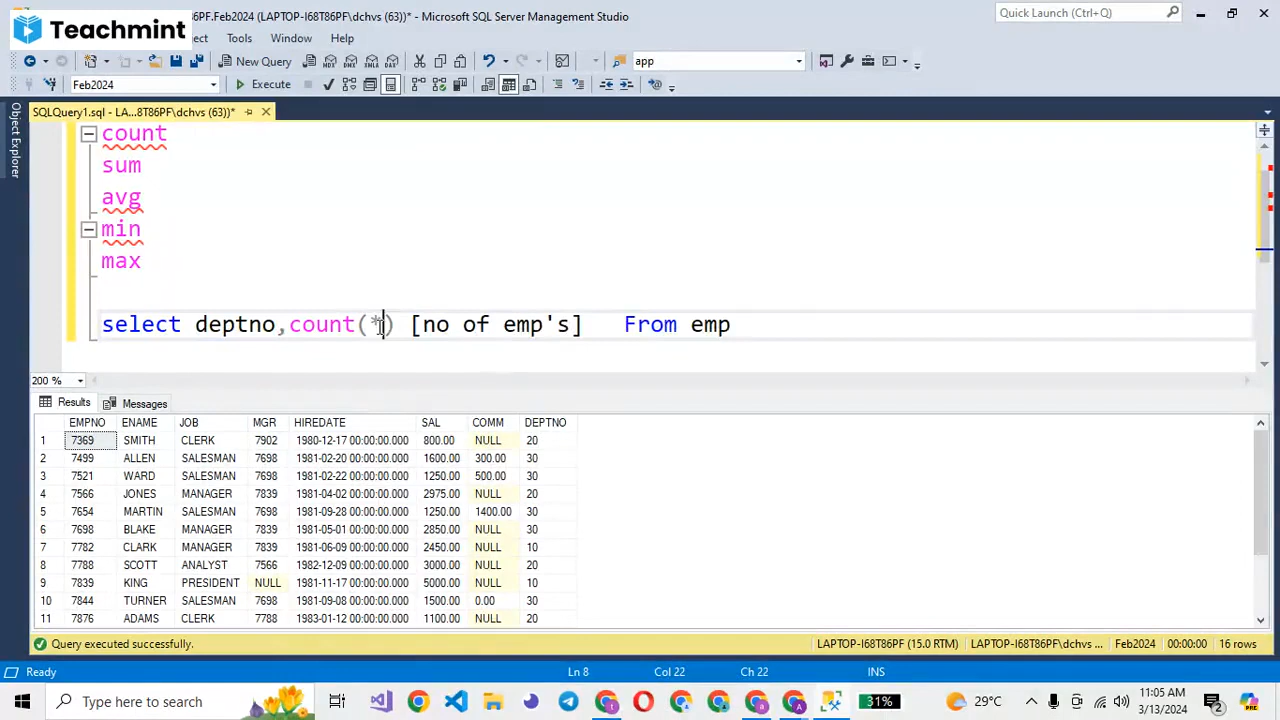 Teachmint
PF.Feb2024 (LAPTOP-I68T86PF\dchvs (63))* - Microsoft SQL Server Management Studio
Quick Launch (Ctrl+Q)
Tools Window Help
New Query
app
Feb2024
Execute
SQLQuery1.sql - LA...8T86PF\dchvs (63))*
Object Explorer
count
sum
avg
min
max
select deptno,count(*) [no of emp's] From emp
200 %
Results Messages
EMPNO ENAME JOB MGR HIREDATE SAL COMM DEPTNO
1 7369 SMITH CLERK 7902 1980-12-17 00:00:00.000 800.00 NULL 20
2 7499 ALLEN SALESMAN 7698 1981-02-20 00:00:00.000 1600.00 300.00 30
3 7521 WARD SALESMAN 7698 1981-02-22 00:00:00.000 1250.00 500.00 30
4 7566 JONES MANAGER 7839 1981-04-02 00:00:00.000 2975.00 NULL 20
5 7654 MARTIN SALESMAN 7698 1981-09-28 00:00:00.000 1250.00 1400.00 30
6 7698 BLAKE MANAGER 7839 1981-05-01 00:00:00.000 2850.00 NULL 30
7 7782 CLARK MANAGER 7839 1981-06-09 00:00:00.000 2450.00 NULL 10
8 7788 SCOTT ANALYST 7566 1982-12-09 00:00:00.000 3000.00 NULL 20
9 7839 KING PRESIDENT NULL 1981-11-17 00:00:00.000 5000.00 NULL 10
10 7844 TURNER SALESMAN 7698 1981-09-08 00:00:00.000 1500.00 0.00 30
11 7876 ADAMS CLERK 7788 1983-01-12 00:00:00.000 1100.00 NULL 20
Query executed successfully. LAPTOP-I68T86PF (15.0 RTM) LAPTOP-I68T86PF\dchvs ... Feb2024 00:00:00 16 rows
Ready Ln 8 Col 22 Ch 22 INS
Type here to search 31% 29°C 11:05 AM
3/13/2024 2